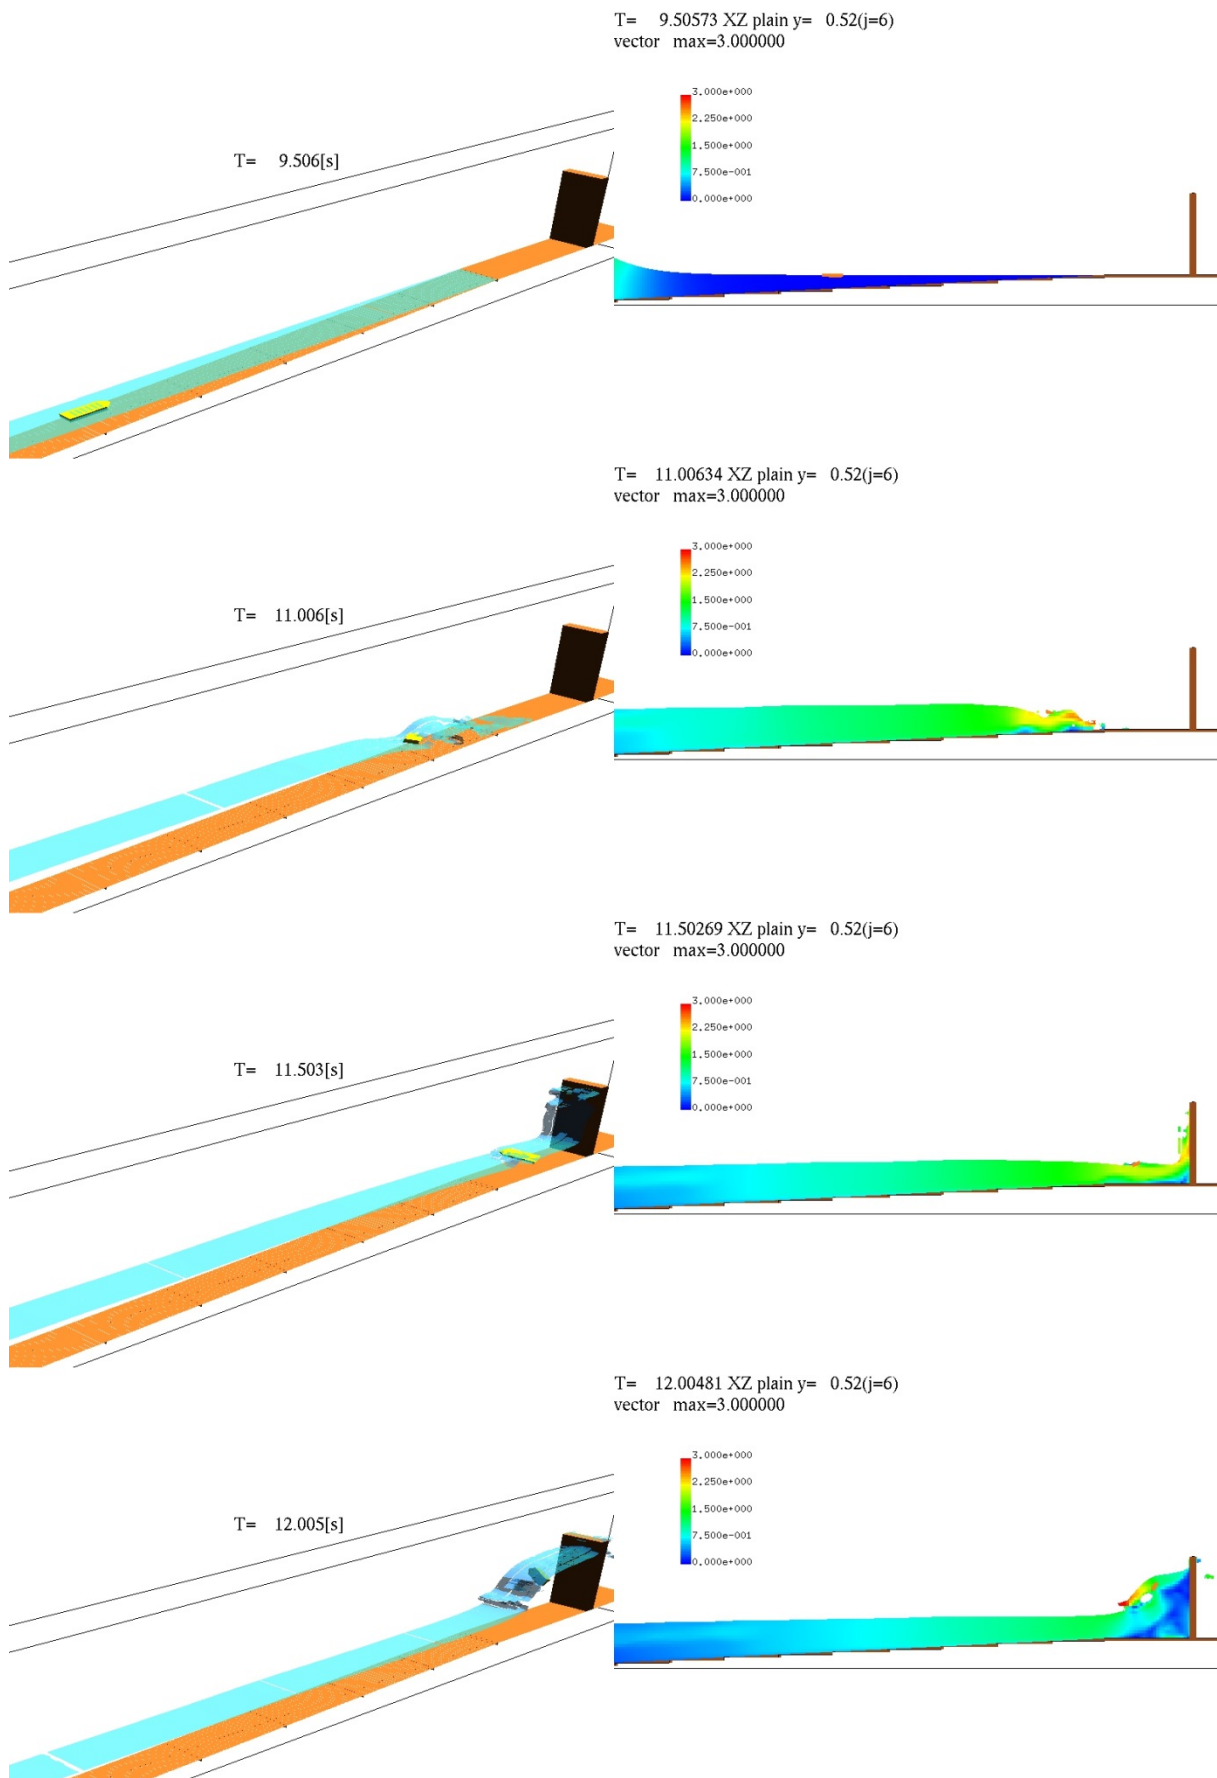 T= 9.50573 XZ plain y= 0.52(j=6)
vector max=3.000000
3.000e+000
2.250e+000
1.500e+000
7.500e-001
0.000e+000
T= 9.506[s]
T= 11.00634 XZ plain y= 0.52(j=6)
vector max=3.000000
3.000e+000
2.250e+000
1.500e+000
7.500e-001
0.000e+000
T= 11.006[s]
T= 11.50269 XZ plain y= 0.52(j=6)
vector max=3.000000
3.000e+000
2.250e+000
1.500e+000
7.500e-001
0.000e+000
T= 11.503[s]
T= 12.00481 XZ plain y= 0.52(j=6)
vector max=3.000000
3.000e+000
2.250e+000
1.500e+000
7.500e-001
0.000e+000
T= 12.005[s]